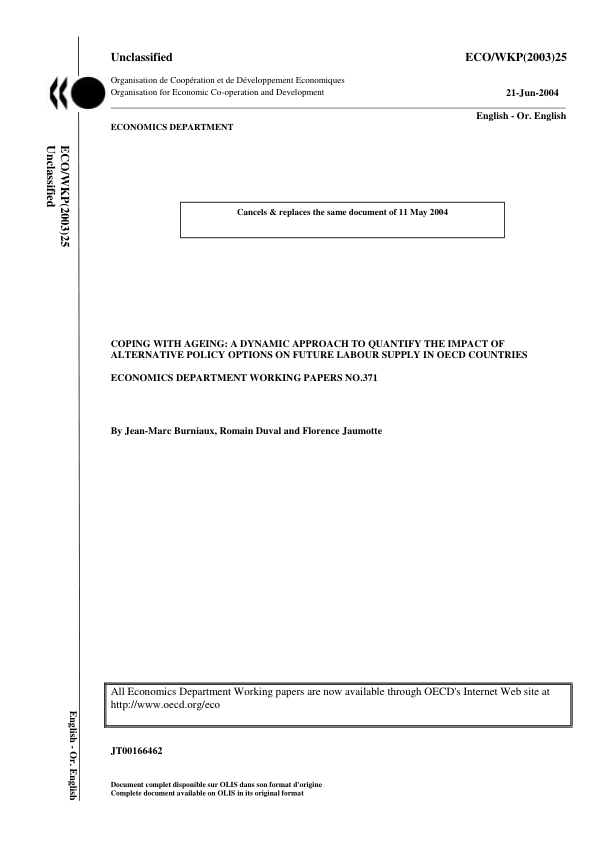 Unclassified ECO/WKP(2003)25
Organisation de Coopération et de Développement Economiques
Organisation for Economic Co-operation and Development 21-Jun-2004
English - Or. English
ECONOMICS DEPARTMENT
Cancels & replaces the same document of 11 May 2004
COPING WITH AGEING: A DYNAMIC APPROACH TO QUANTIFY THE IMPACT OF
ALTERNATIVE POLICY OPTIONS ON FUTURE LABOUR SUPPLY IN OECD COUNTRIES
ECONOMICS DEPARTMENT WORKING PAPERS NO.371
By Jean-Marc Burniaux, Romain Duval and Florence Jaumotte
All Economics Department Working papers are now available through OECD's Internet Web site at
http://www.oecd.org/eco
JT00166462
Document complet disponible sur OLIS dans son format d'origine
Complete document available on OLIS in its original format
ECO/WKP(2003)25
Unclassified
English - Or. English